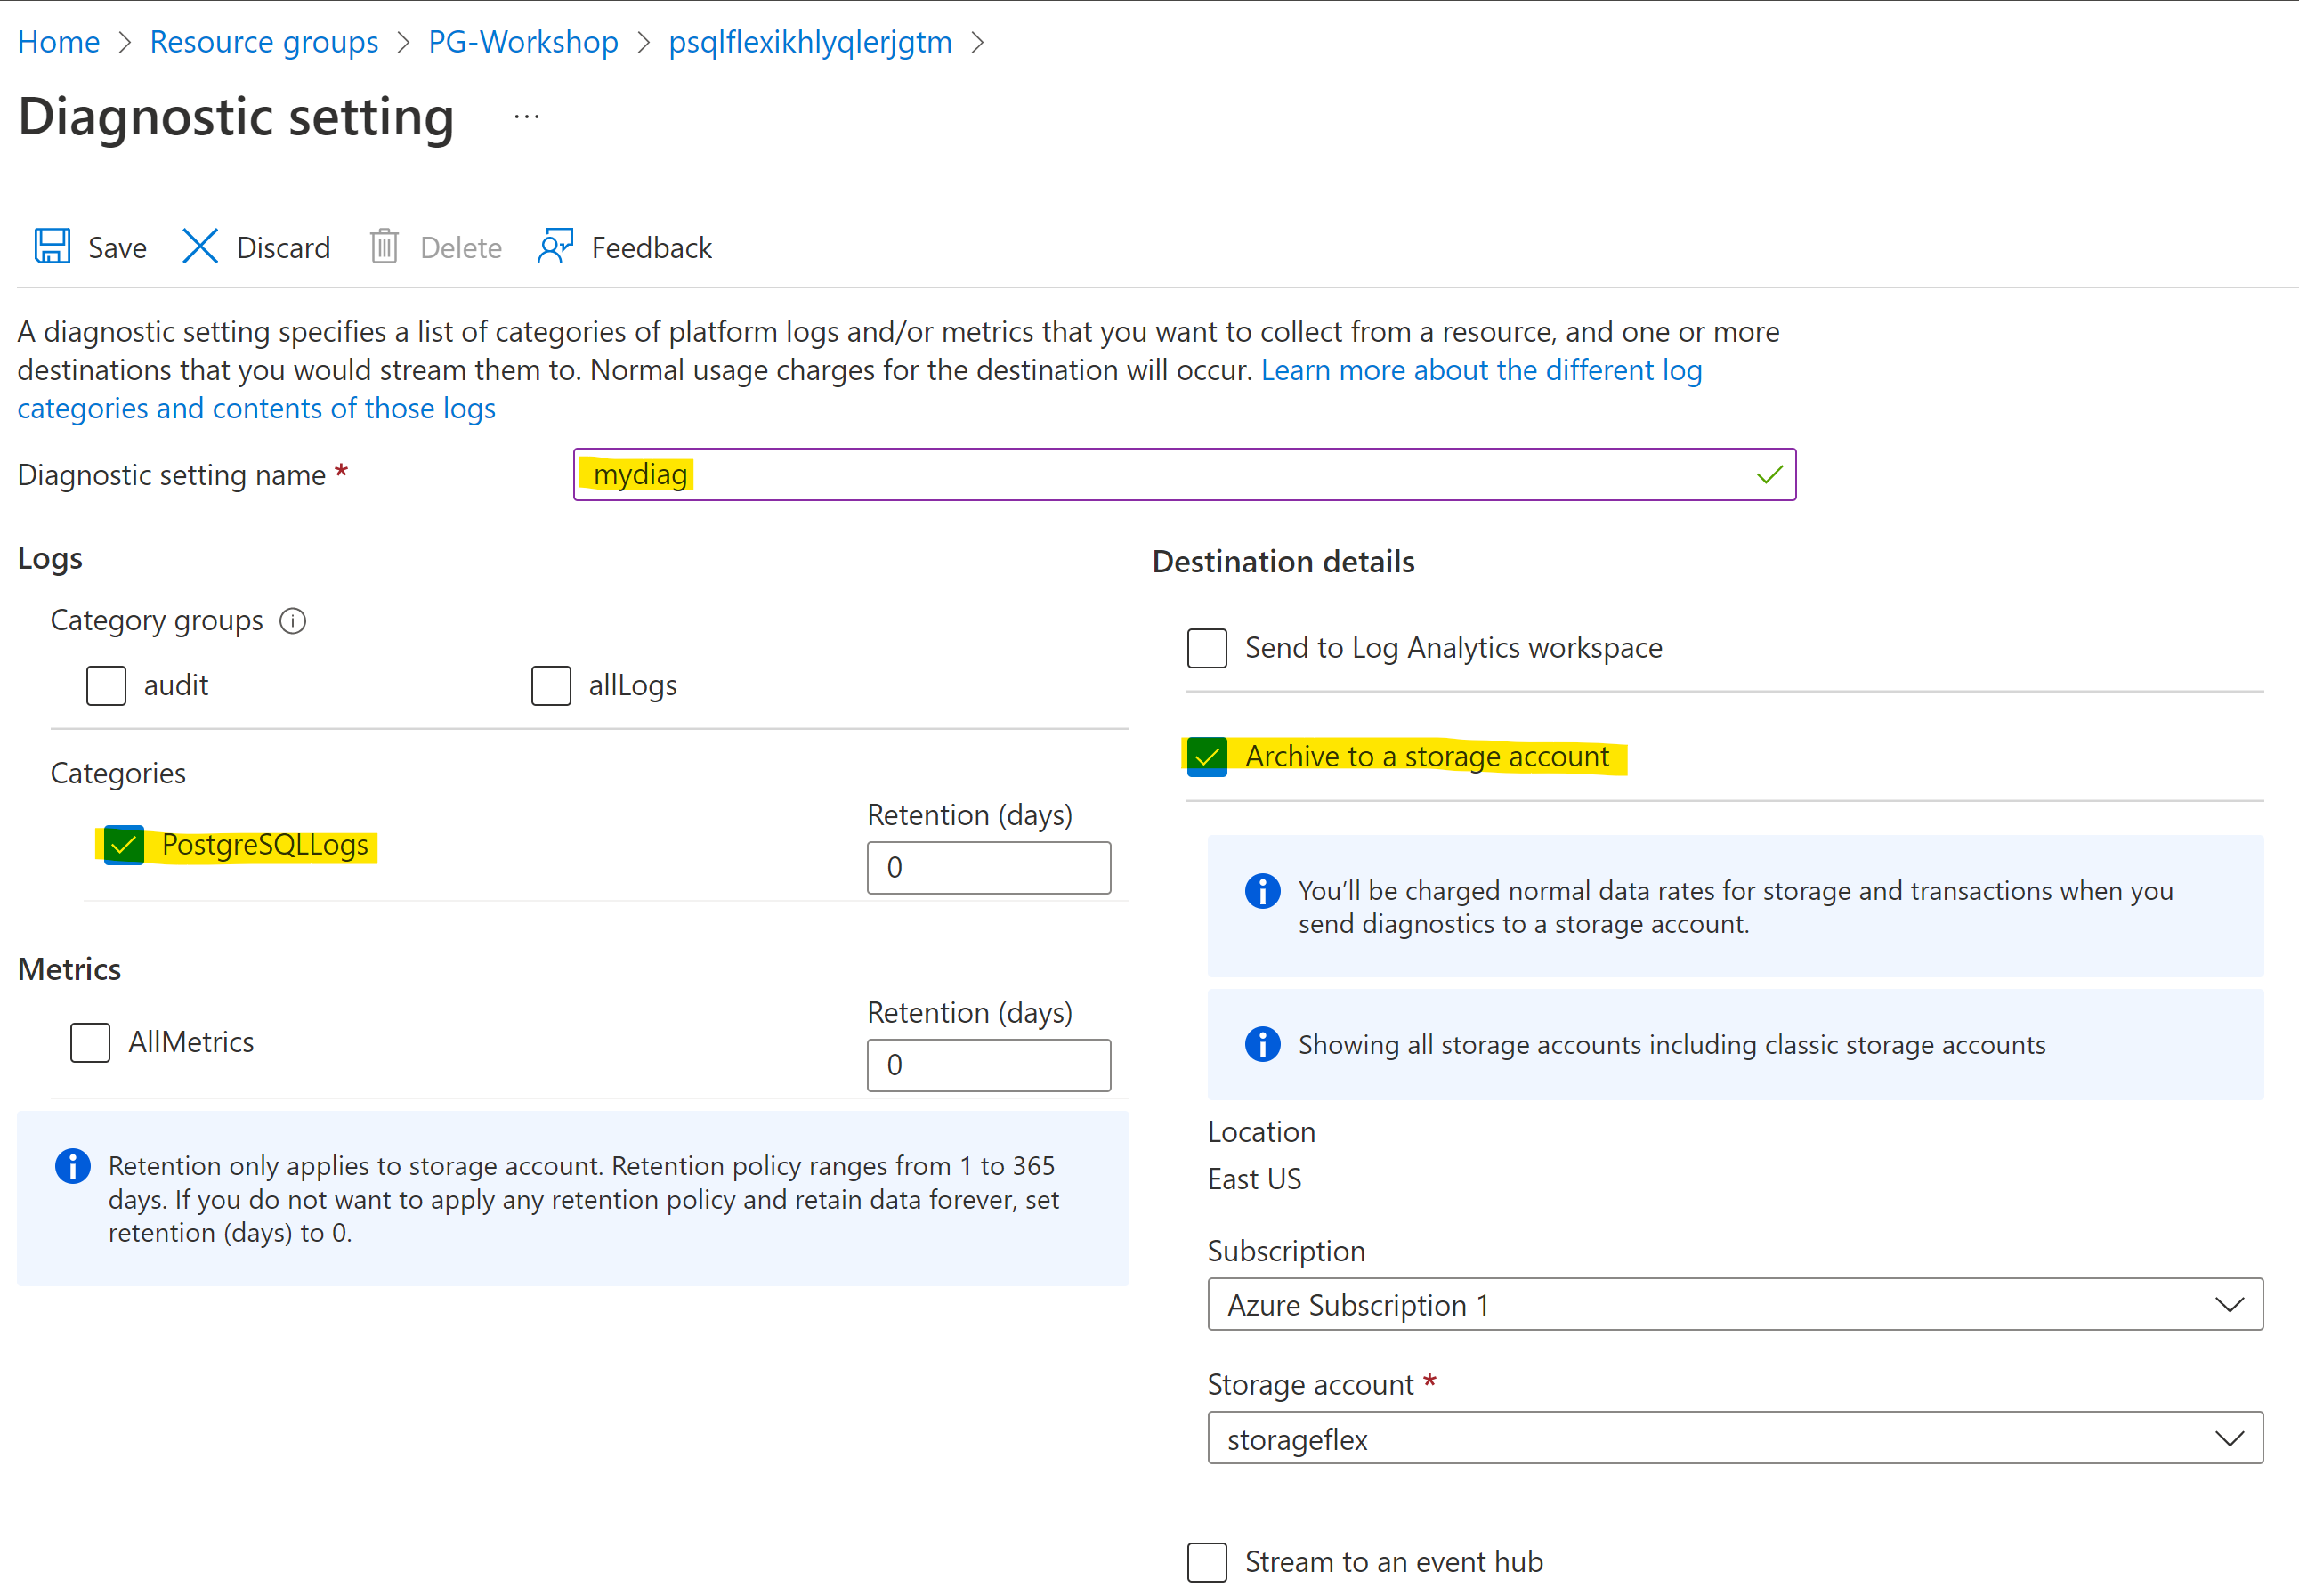 Home > Resource groups > PG-Workshop > psqlflexikhlyqlerjgtm >
Diagnostic setting ...
Save Discard Delete Feedback
A diagnostic setting specifies a list of categories of platform logs and/or metrics that you want to collect from a resource, and one or more
destinations that you would stream them to. Normal usage charges for the destination will occur. Learn more about the different log
categories and contents of those logs
Diagnostic setting name *
mydiag
Logs
Category groups
audit
allLogs
Categories
PostgreSQLLogs
Retention (days)
0
Metrics
AllMetrics
Retention (days)
0
Retention only applies to storage account. Retention policy ranges from 1 to 365
days. If you do not want to apply any retention policy and retain data forever, set
retention (days) to 0.
Destination details
Send to Log Analytics workspace
Archive to a storage account
You’ll be charged normal data rates for storage and transactions when you
send diagnostics to a storage account.
Showing all storage accounts including classic storage accounts
Location
East US
Subscription
Azure Subscription 1
Storage account *
storageflex
Stream to an event hub